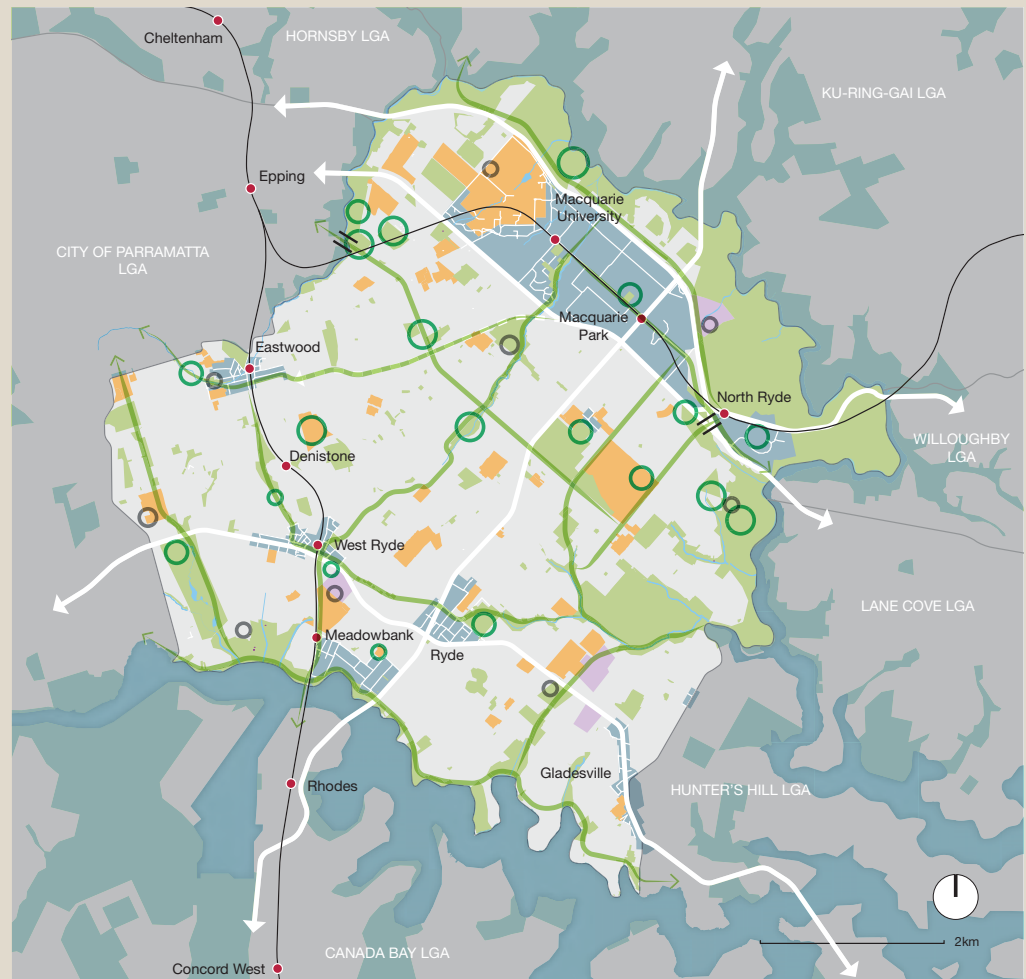 Cheltenham
HORNSBY LGA
KU-RING-GAI LGA
Epping
Macquarie
University
CITY OF PARRAMATTA
LGA
Macquarie
Park
Eastwood
North Ryde
WILLOUGHBY
LGA
Denistone
West Ryde
LANE COVE LGA
Meadowbank
Ryde
Gladesville
Rhodes
HUNTER'S HILL LGA
2km
CANADA BAY LGA
Concord West